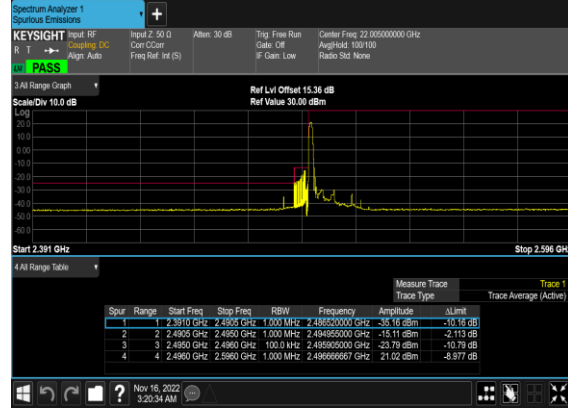 Spectrum Analyzer 1
Spurious Emissions
+
KEYSIGHT Input: RF Input Z: 50 Ω Atten: 30 dB Trig: Free Run Center Freq: 22.005000000 GHz
R T Coupling: DC Corr CCorr Gate: Off Avg|Hold: 100/100
Align: Auto Freq Ref: Int (S) IF Gain: Low Radio Std: None
PASS
3 All Range Graph
Ref Lvl Offset 15.36 dB
Scale/Div 10.0 dB Ref Value 30.00 dBm
Log
20.0
10.0
0.00
-10.0
-20.0
-30.0
-40.0
-50.0
-60.0
Start 2.391 GHz Stop 2.596 GH
4 All Range Table
Measure Trace Trace 1
Trace Type Trace Average (Active)
Spur Range Start Freq Stop Freq RBW Frequency Amplitude ΔLimit
1 1 2.3910 GHz 2.4905 GHz 1.000 MHz 2.486520000 GHz -35.16 dBm -10.16 dB
2 2 2.4905 GHz 2.4950 GHz 1.000 MHz 2.494955000 GHz -15.11 dBm -2.113 dB
3 3 2.4950 GHz 2.4960 GHz 100.0 kHz 2.495905000 GHz -23.79 dBm -10.79 dB
4 4 2.4960 GHz 2.5960 GHz 1.000 MHz 2.496666667 GHz 21.02 dBm -8.977 dB
?
Nov 16, 2022
3:20:34 AM